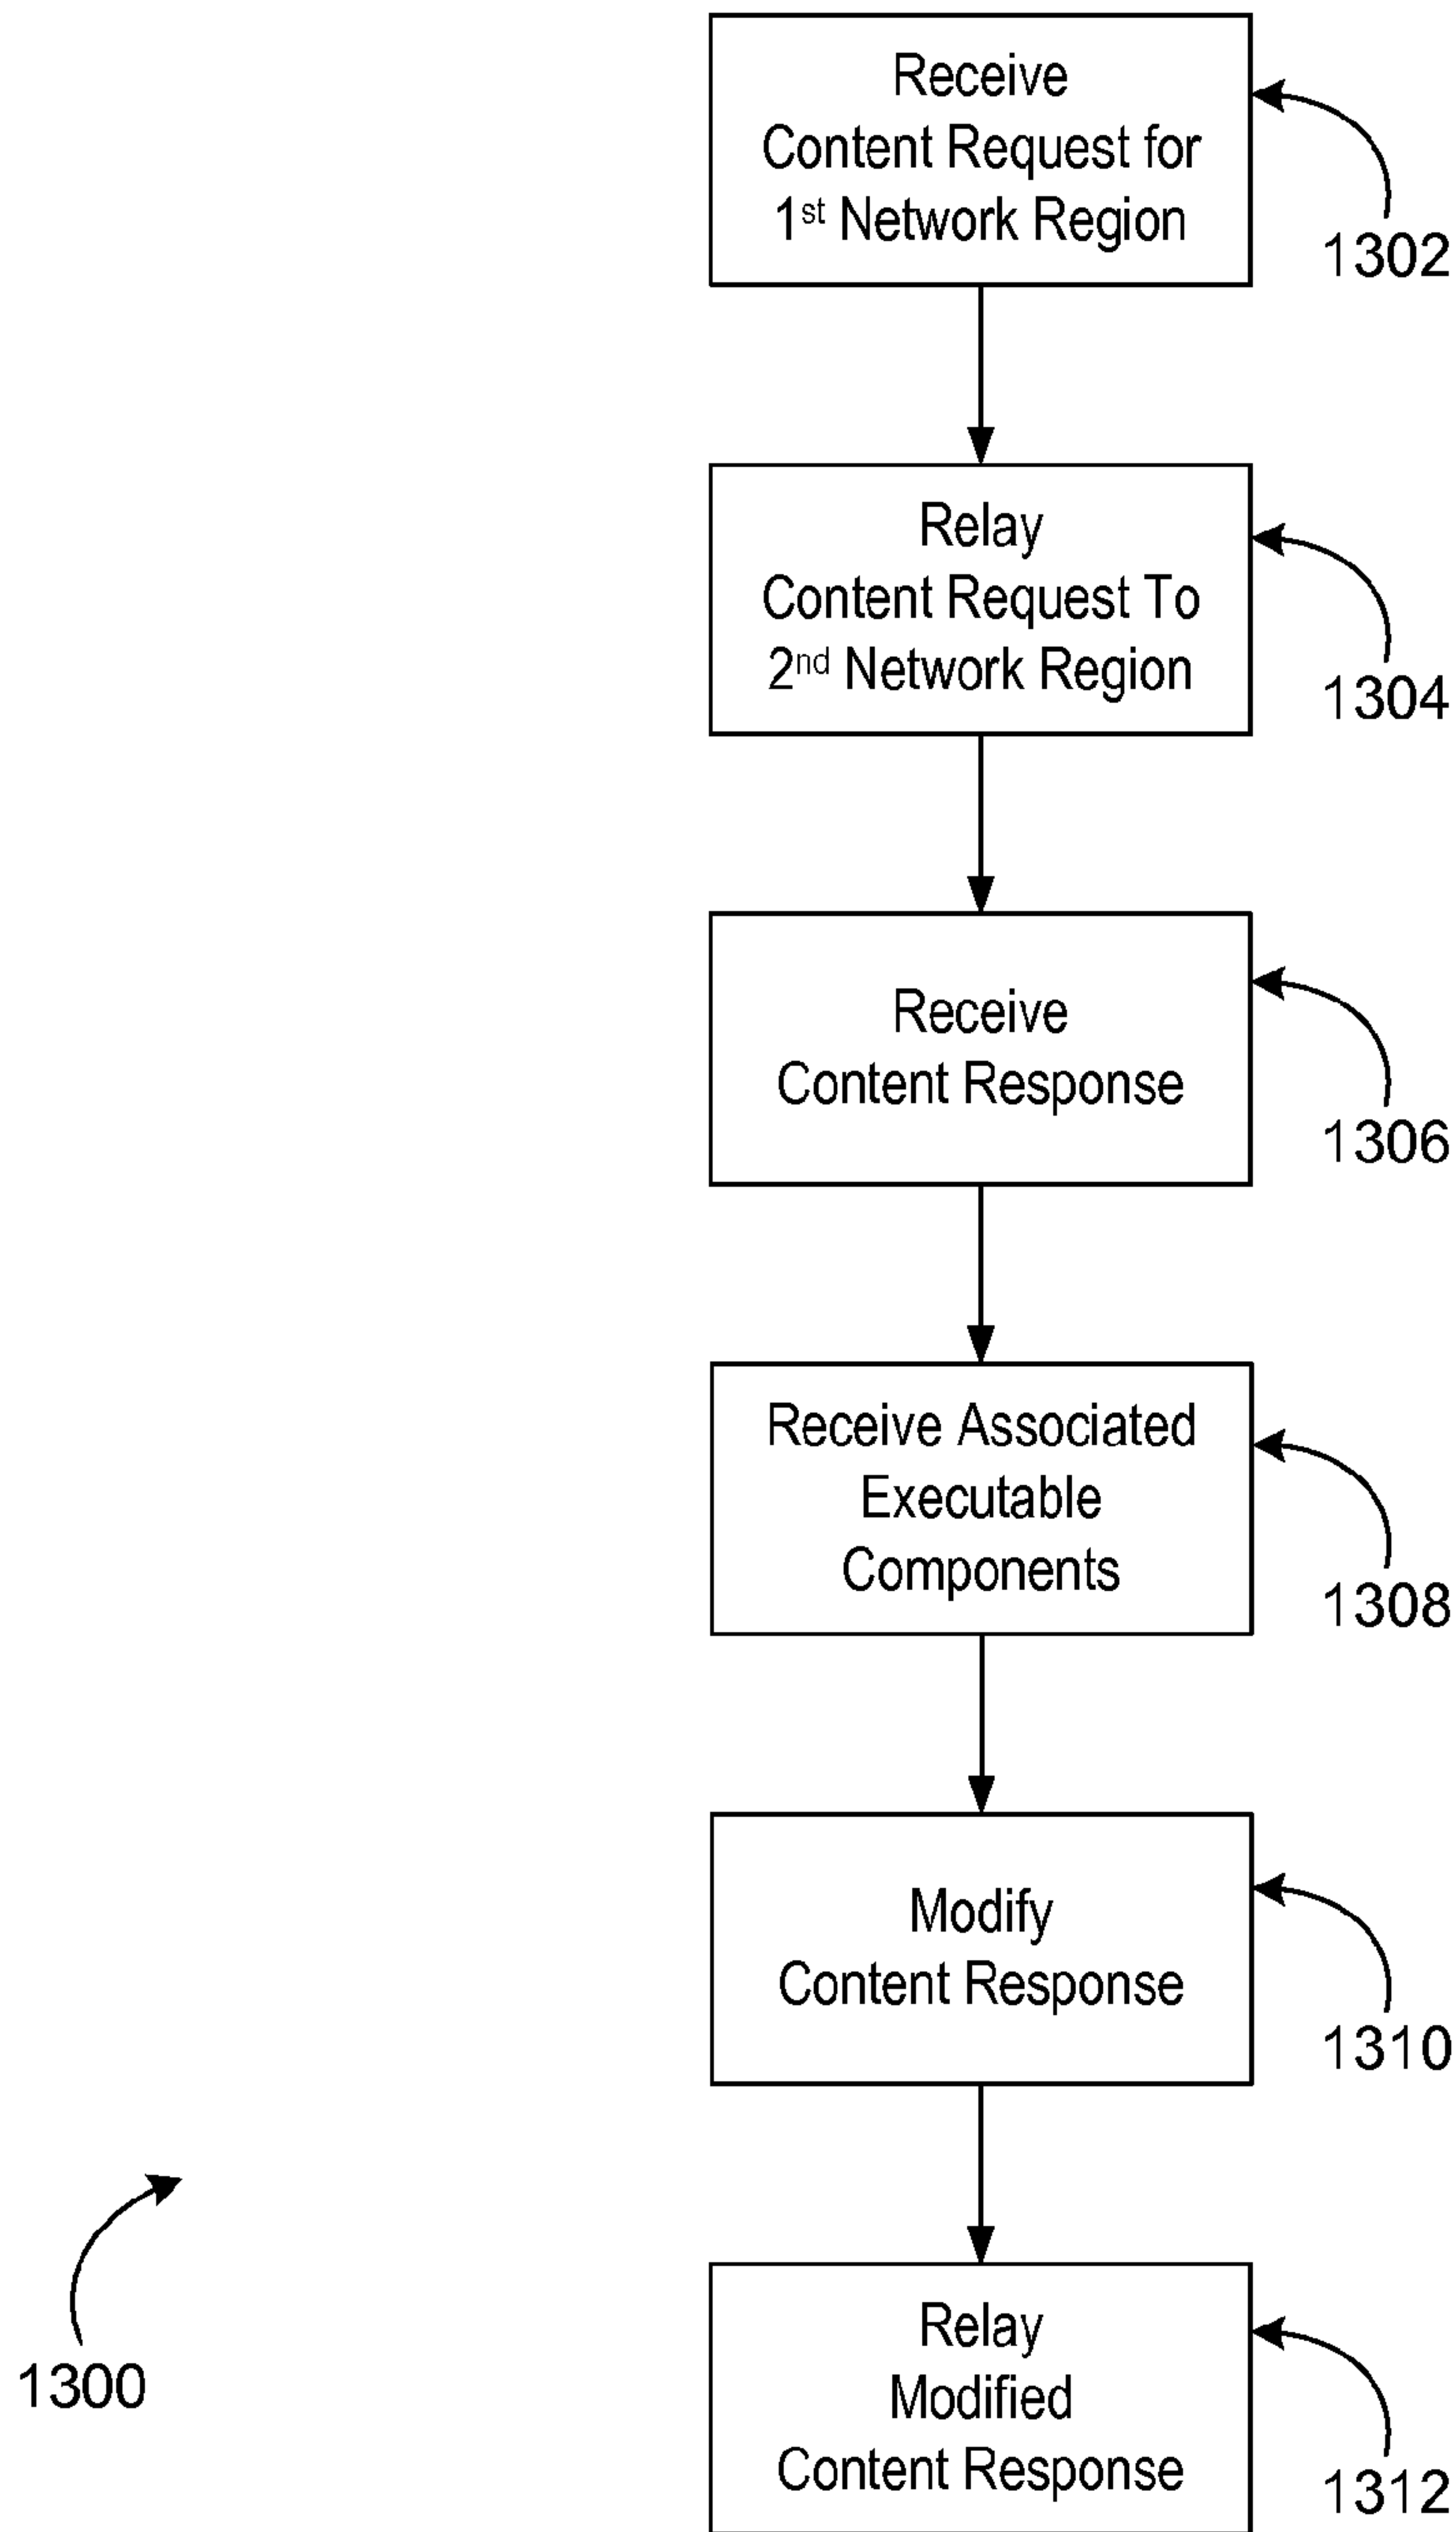 Receive
Content Request for
1st Network Region
1302
Relay
Content Request To
2nd Network Region
1304
Receive
Content Response
1306
Receive Associated
Executable
Components
1308
Modify
Content Response
1310
Relay
Modified
Content Response
1312
1300